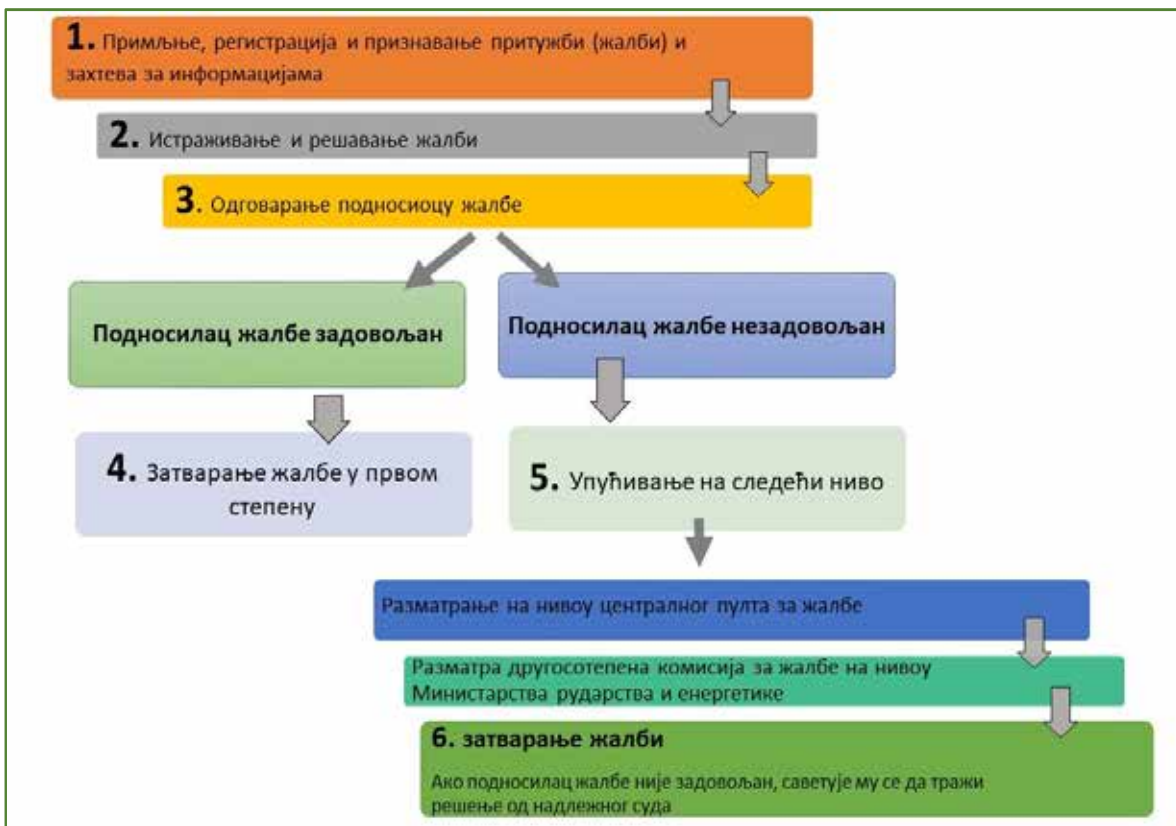 1. Примљње, регистрација и признавање притужби (жалби) и
захтева за информацијама
2. Истраживање и решавање жалби
3. Одговарање подносиоцу жалбе
Подносилац жалбе задовољан
Подносилац жалбе незадовољан
4. Затварање жалбе у првом
степену
5. Упућивање на следећи ниво
Разматрање на нивоу централног пулта за жалбе
Разматра другосотепена комисија за жалбе на нивоу
Министарства рударства и енергетике
6. затварање жалби
Ако подносилац жалбе није задовољан, саветује му се да тражи
решење од надлежног суда